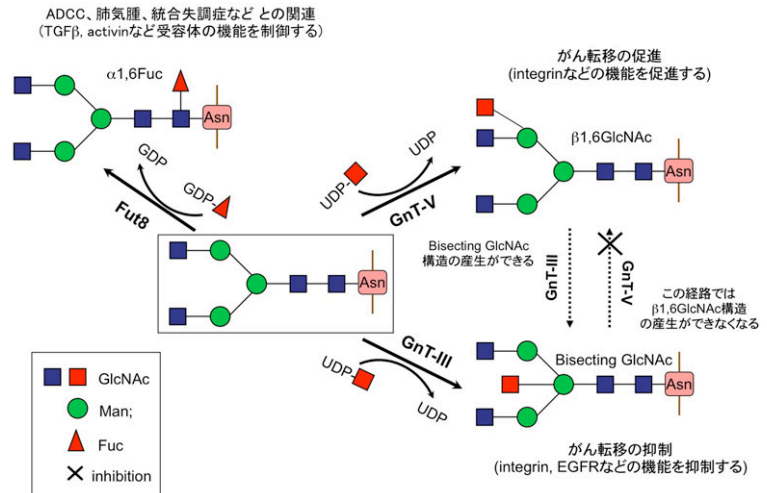 ADCC、肺気腫、統合失調症など との関連
(TGFβ, activinなど受容体の機能を制御する)
α1,6Fuc
Asn
GDP
GDP-
Fut8
がん転移の促進
(integrinなどの機能を促進する)
β1,6GlcNAc
Asn
UDP
UDP-
GnT-V
Asn
Bisecting GlcNAc
構造の産生ができる
GnT-III
GnT-V
この経路では
β1,6GlcNAc構造
の産生ができなくなる
GnT-III
UDP-
UDP
Bisecting GlcNAc
Asn
がん転移の抑制
(integrin, EGFRなどの機能を抑制する)
GlcNAc
Man;
Fuc
inhibition